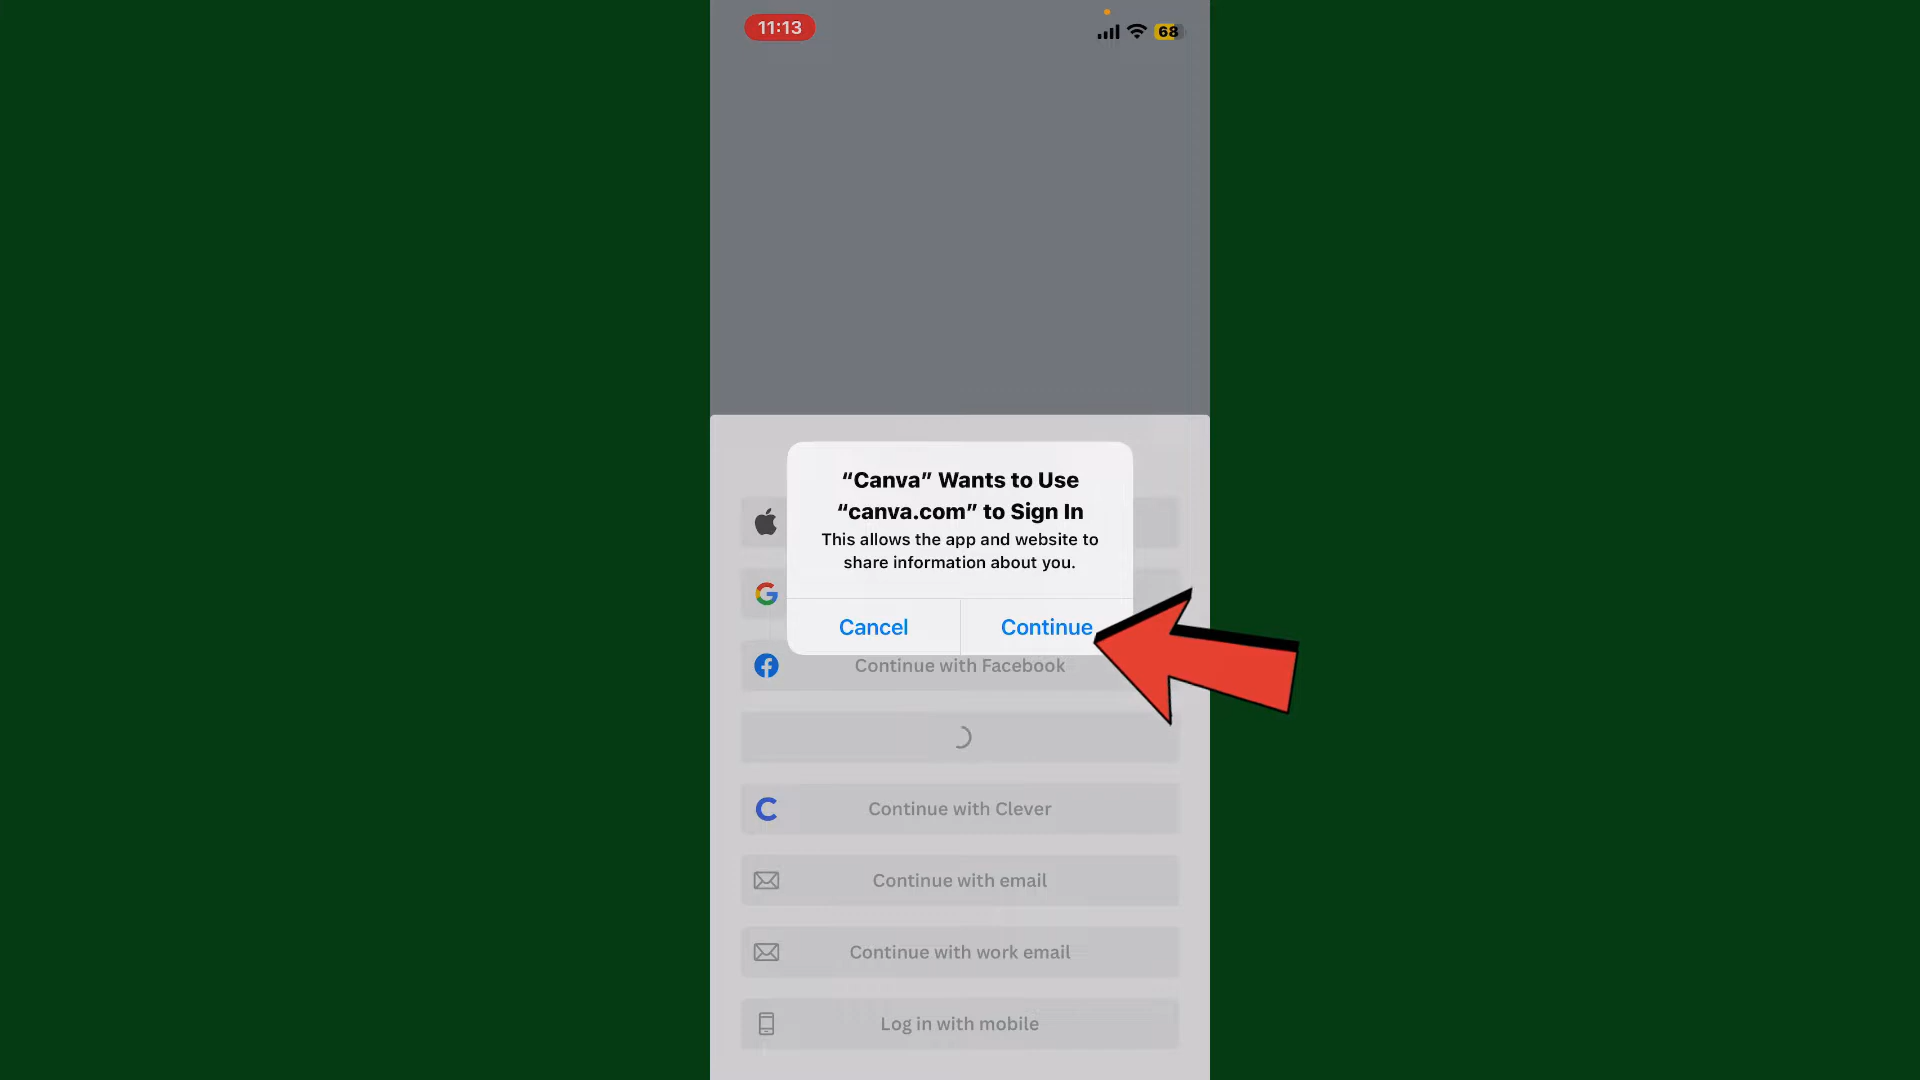 11:13
68
“Canva” Wants to Use
“canva.com” to Sign In
This allows the app and website to
share information about you.
Cancel
Continue
Continue with Facebook
Continue with Clever
Continue with email
Continue with work email
Log in with mobile